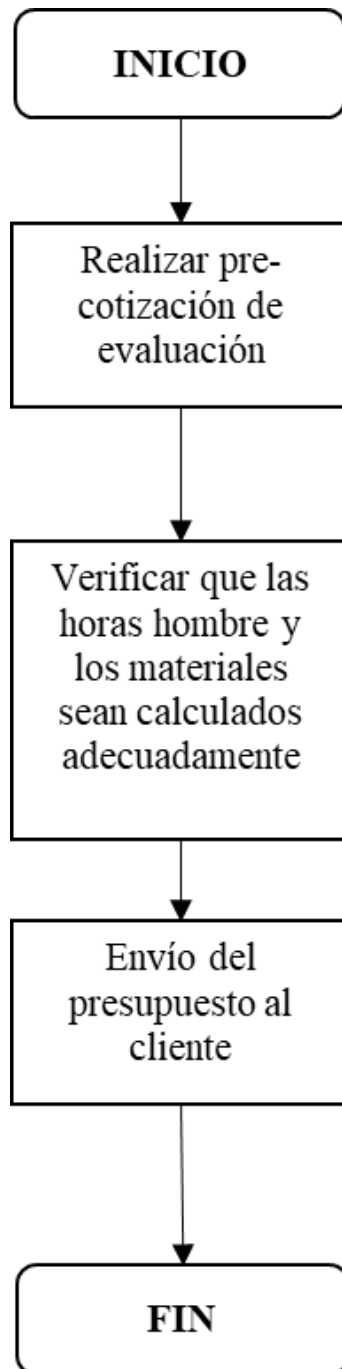 INICIO
Realizar pre-
cotización de
evaluación
Verificar que las
horas hombre y
los materiales
sean calculados
adecuadamente
Envío del
presupuesto al
cliente
FIN